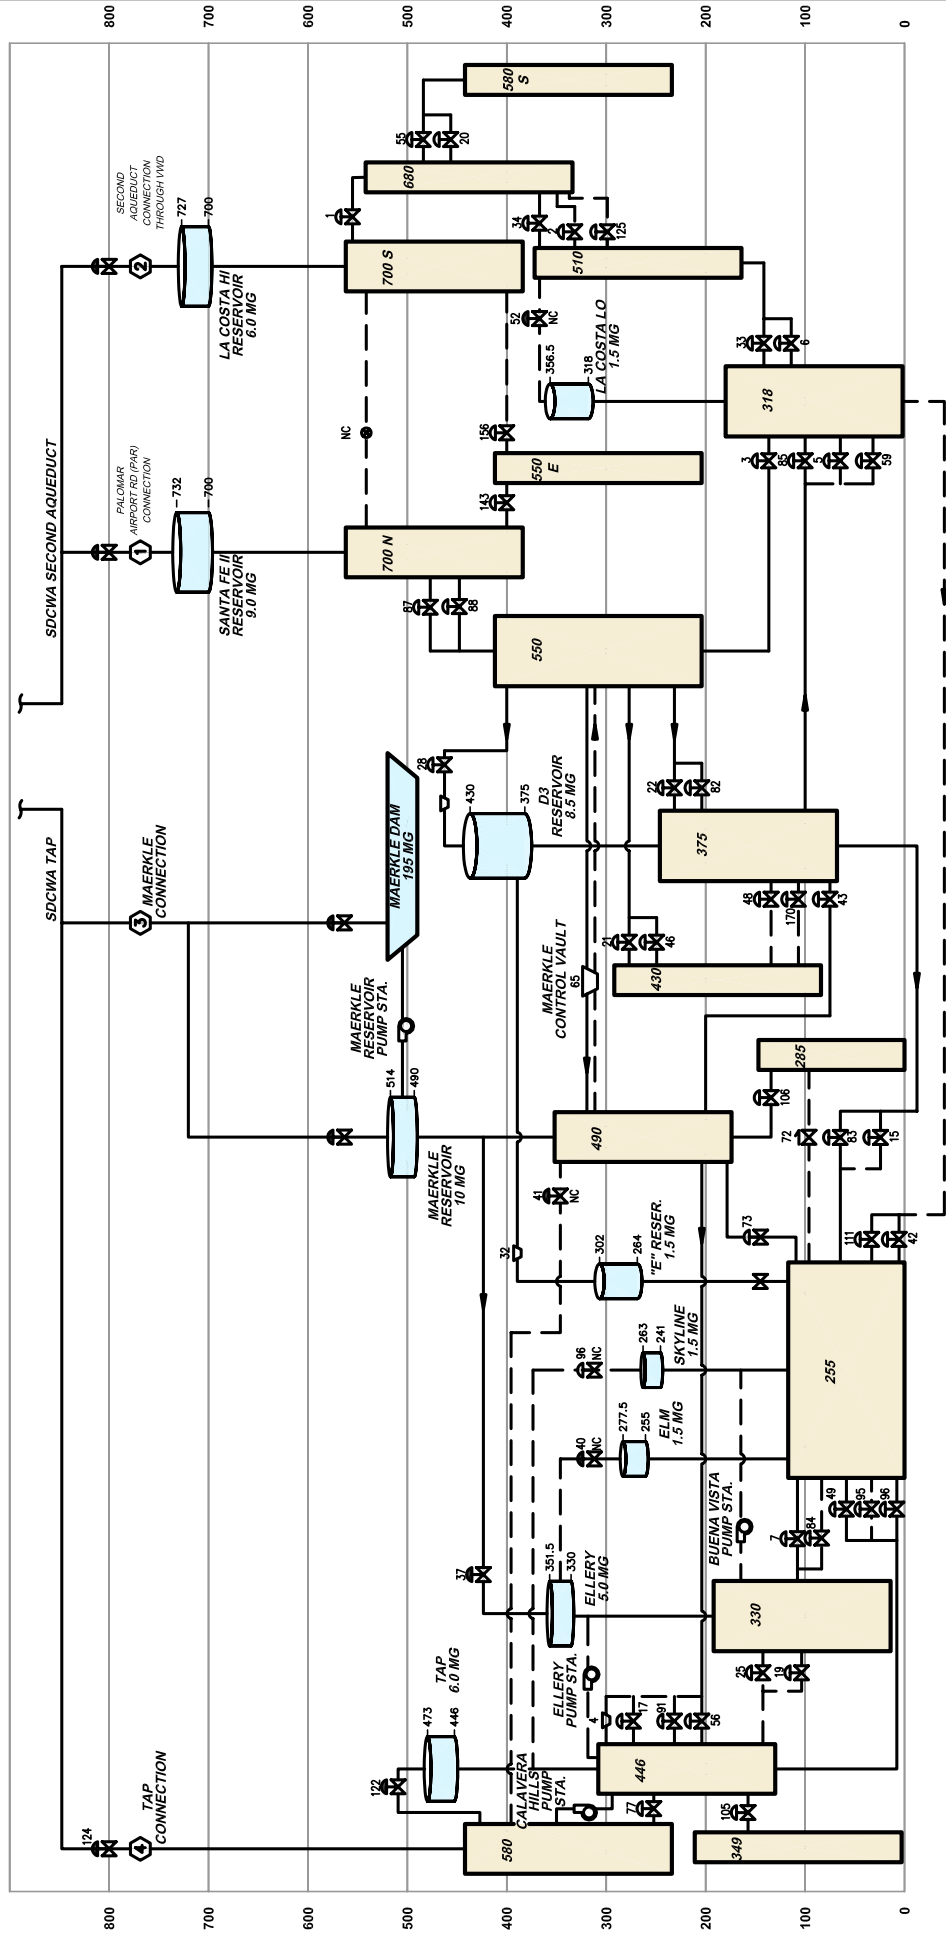 800
700
600
500
400
300
200
100
0
SDCWA TAP
SDCWA SECOND AQUEDUCT
124
4
TAP
CONNECTION
3
MAERKLE
CONNECTION
1
PALOMAR
AIRPORT RD (PAR)
CONNECTION
2
SECOND
AQUEDUCT
CONNECTION
THROUGH VWD
732
700
SANTA FE II
RESERVOIR
9.0 MG
727
700
LA COSTA HI
RESERVOIR
6.0 MG
MAERKLE DAM
195 MG
MAERKLE
RESERVOIR
PUMP STA.
514
490
MAERKLE
RESERVOIR
10 MG
122
473
446
TAP
6.0 MG
37
351.5
330
ELLERY
5.0 MG
ELLERY
PUMP STA.
CALAVERA
HILLS
PUMP
STA.
40
NC
277.5
255
ELM
1.5 MG
96
NC
263
241
SKYLINE
1.5 MG
32
302
264
"E" RESER.
1.5 MG
41
NC
MAERKLE
CONTROL VAULT
65
28
430
375
D3
RESERVOIR
8.5 MG
87
88
700 N
NC
143
550
E
156
700 S
1
680
55
20
580
S
34
2
125
510
52
NC
356.5
318
LA COSTA LO
1.5 MG
33
6
318
3
85
5
59
550
22
82
375
48
170
43
21
46
430
285
106
490
72
83
15
73
111
42
255
BUENA VISTA
PUMP STA.
7
84
49
95
96
330
25
19
4
17
91
56
446
77
105
580
349
800
700
600
500
400
300
200
100
0